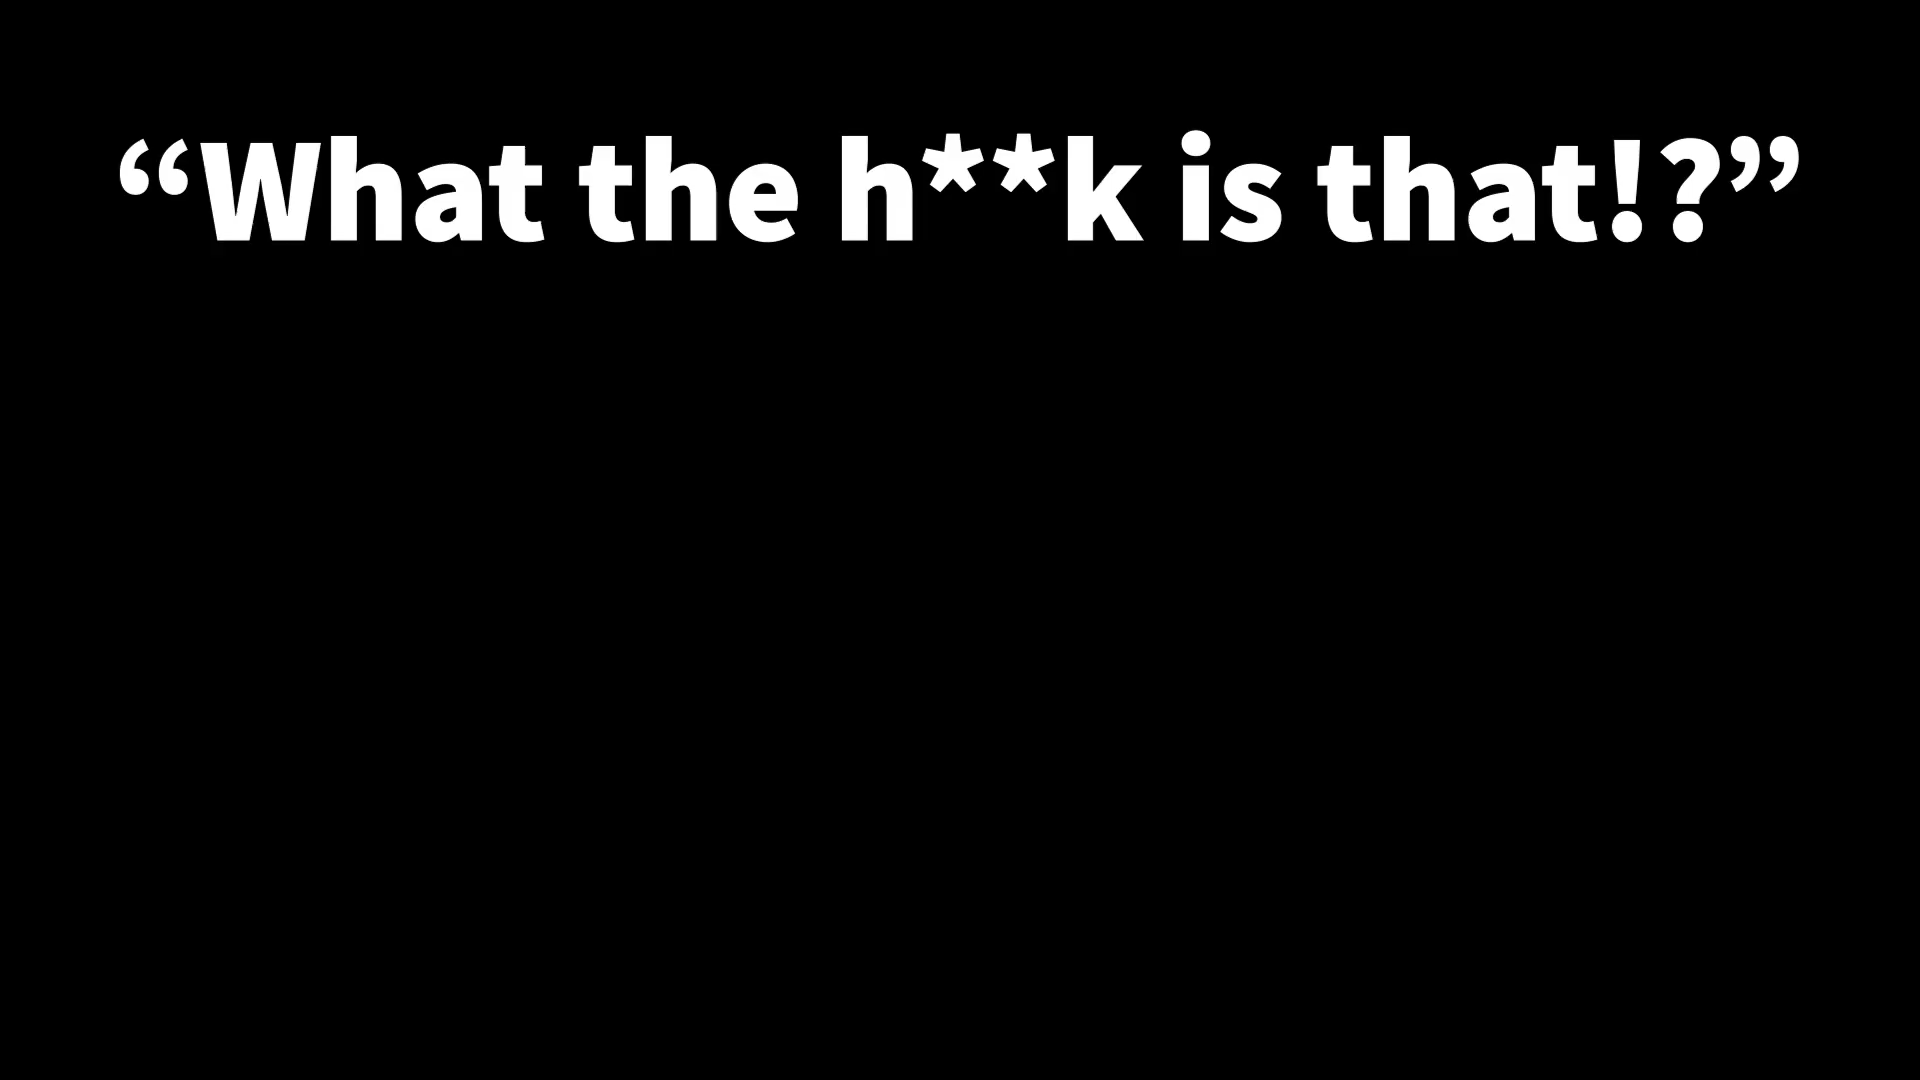 “What the h**k is that!?”